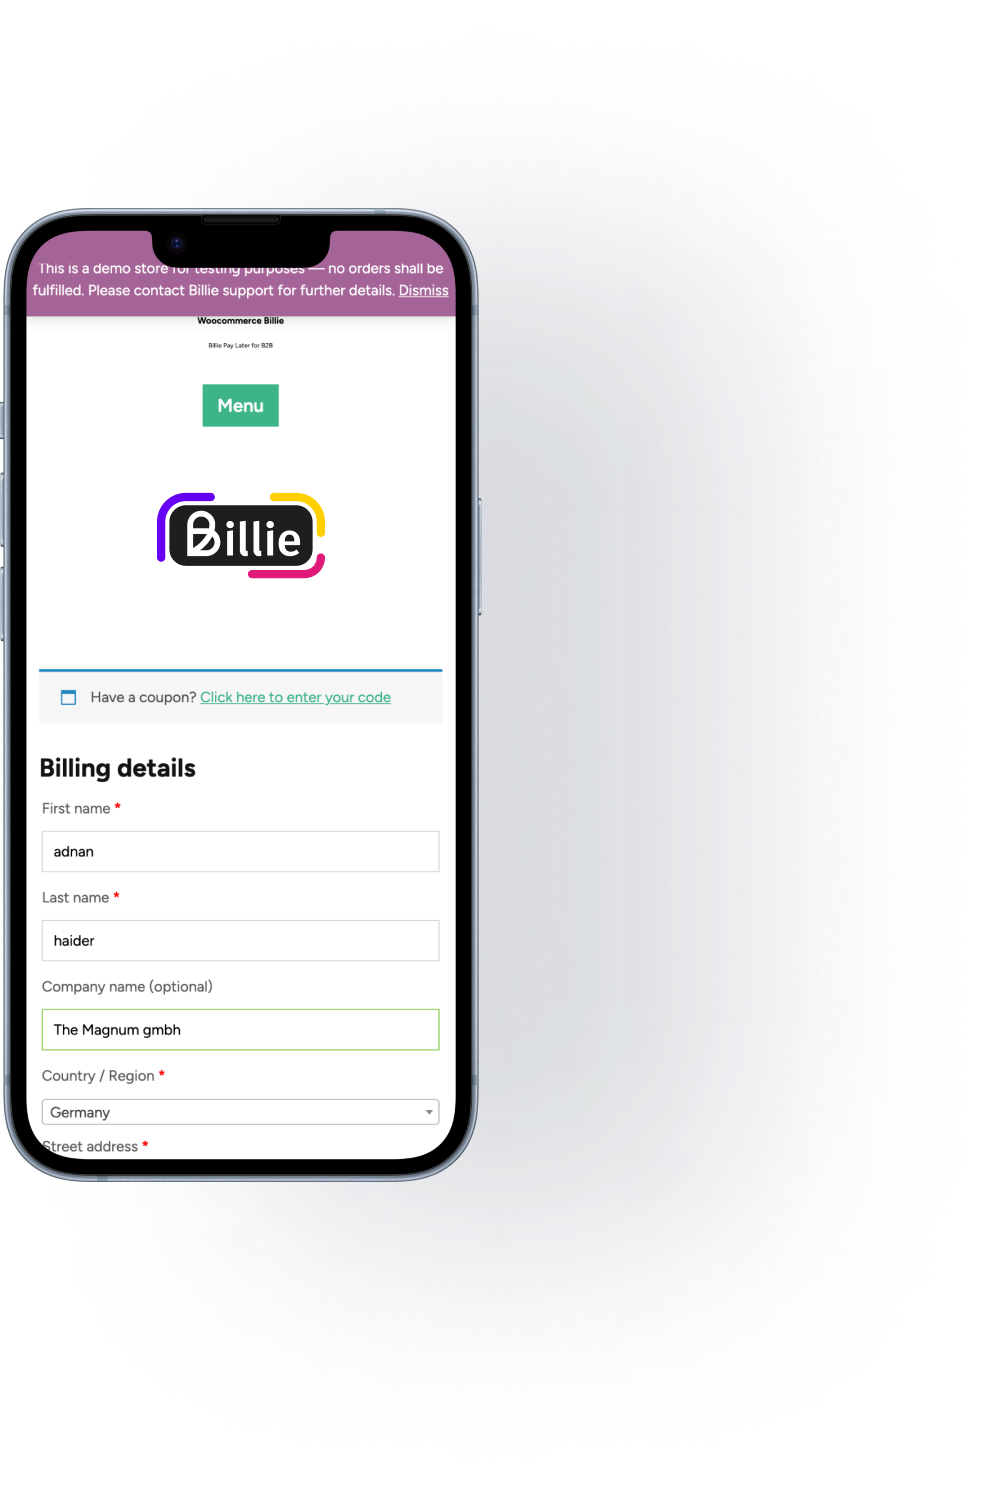 This is a demo store for testing purposes — no orders shall be
fulfilled. Please contact Billie support for further details. Dismiss
Woocommerce Billie
Billie Pay Later for B2B
Menu
Billie
Have a coupon? Click here to enter your code
Billing details
First name *
adnan
Last name *
haider
Company name (optional)
The Magnum gmbh
Country / Region *
Germany
Street address *